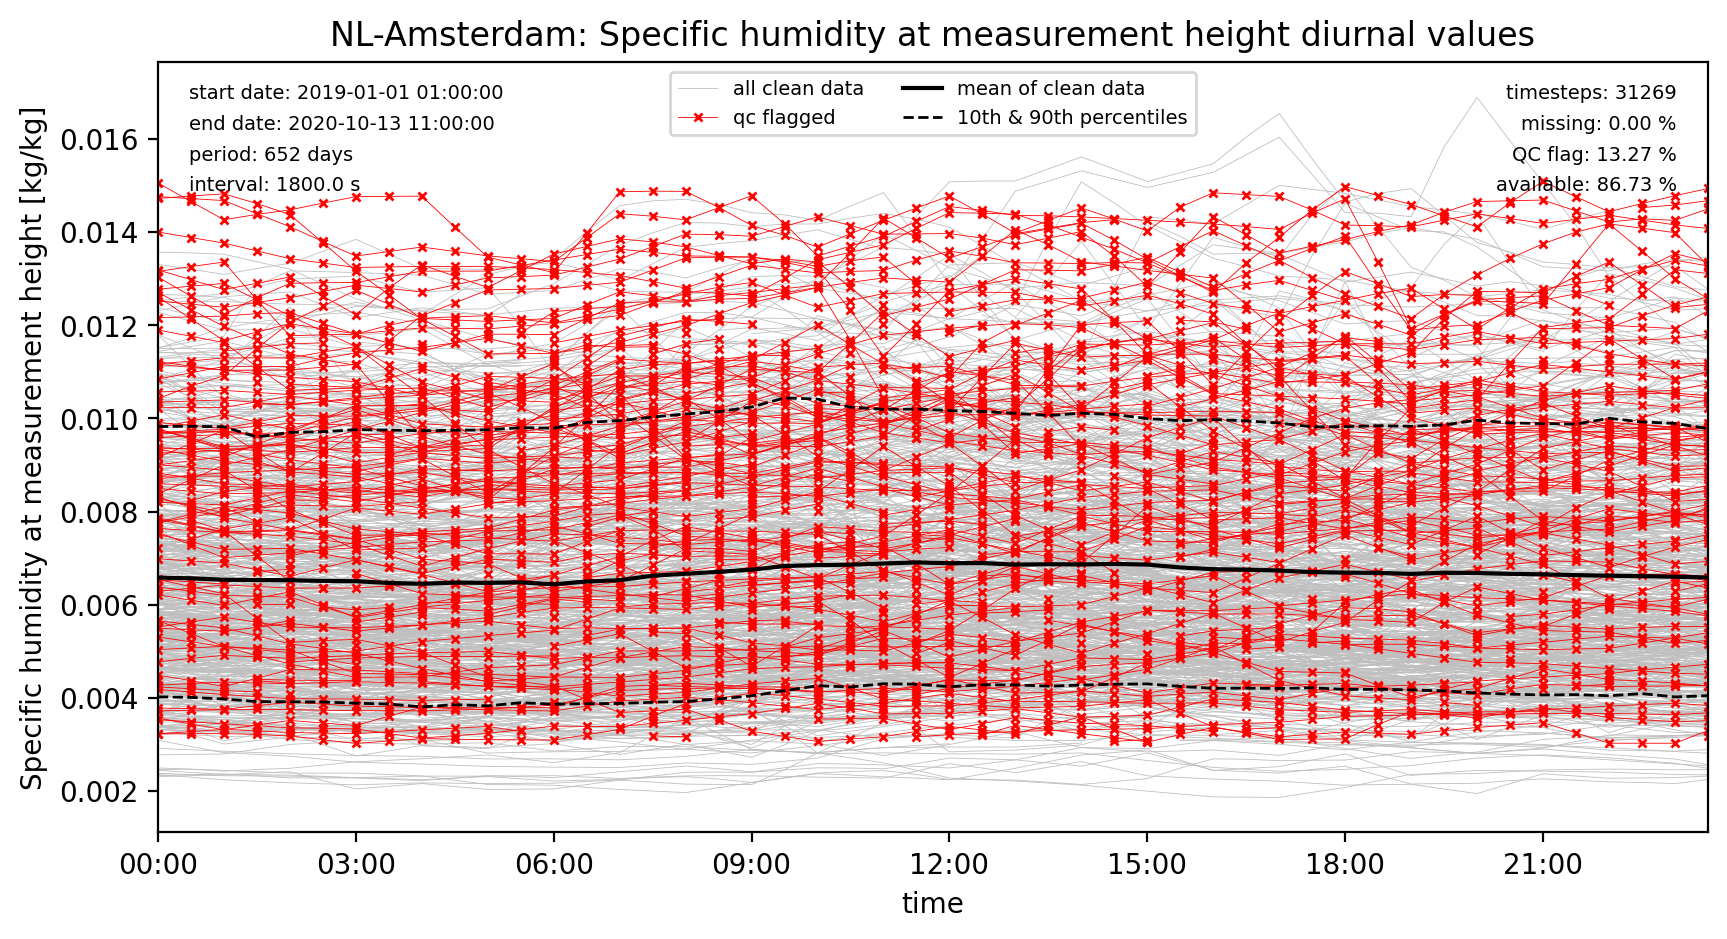 NL-Amsterdam: Specific humidity at measurement height diurnal values
start date: 2019-01-01 01:00:00
end date: 2020-10-13 11:00:00
period: 652 days
interval: 1800.0 s
all clean data
qc flagged
mean of clean data
10th & 90th percentiles
timesteps: 31269
missing: 0.00 %
QC flag: 13.27 %
available: 86.73 %
Specific humidity at measurement height [kg/kg]
0.016
0.014
0.012
0.010
0.008
0.006
0.004
0.002
00:00
03:00
06:00
09:00
12:00
15:00
18:00
21:00
time